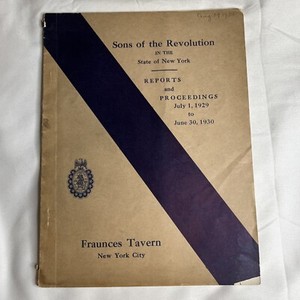 Sons of the Revolution
IN THE
State of New York
REPORTS
and
PROCEEDINGS
July 1, 1929
to
June 30, 1930
Fraunces Tavern
New York City